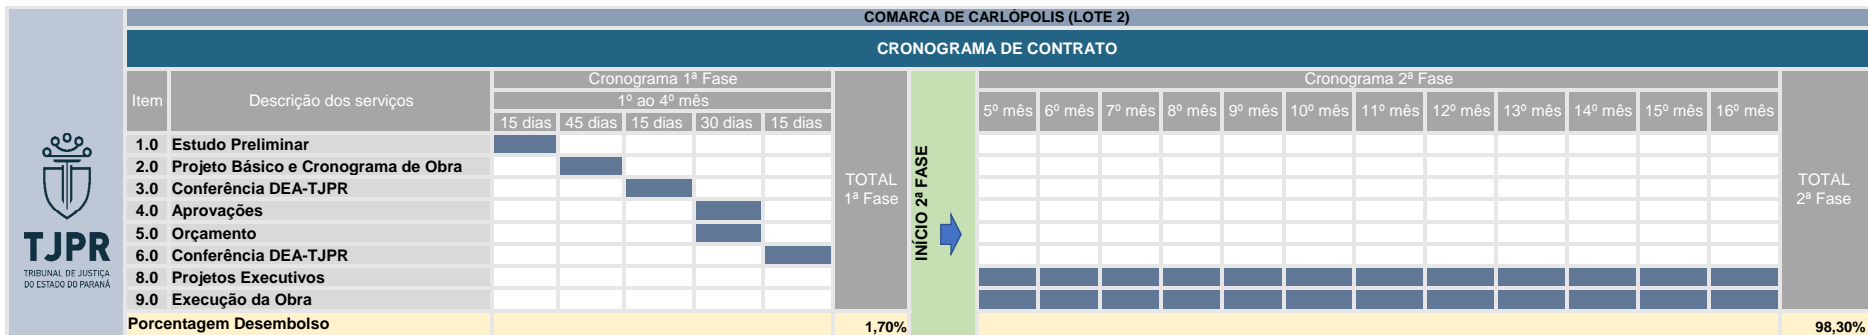 COMARCA DE CARLÓPOLIS (LOTE 2)
CRONOGRAMA DE CONTRATO
Item Descrição dos serviços Cronograma 1ª Fase TOTAL 1ª Fase INÍCIO 2ª FASE Cronograma 2ª Fase TOTAL 2ª Fase
1º ao 4º mês
15 dias 45 dias 15 dias 30 dias 15 dias
5º mês 6º mês 7º mês 8º mês 9º mês 10º mês 11º mês 12º mês 13º mês 14º mês 15º mês 16º mês
1.0 Estudo Preliminar
2.0 Projeto Básico e Cronograma de Obra
3.0 Conferência DEA-TJPR
4.0 Aprovações
5.0 Orçamento
6.0 Conferência DEA-TJPR
8.0 Projetos Executivos
9.0 Execução da Obra
Porcentagem Desembolso 1,70% 98,30%
TJPR
TRIBUNAL DE JUSTIÇA
DO ESTADO DO PARANÁ